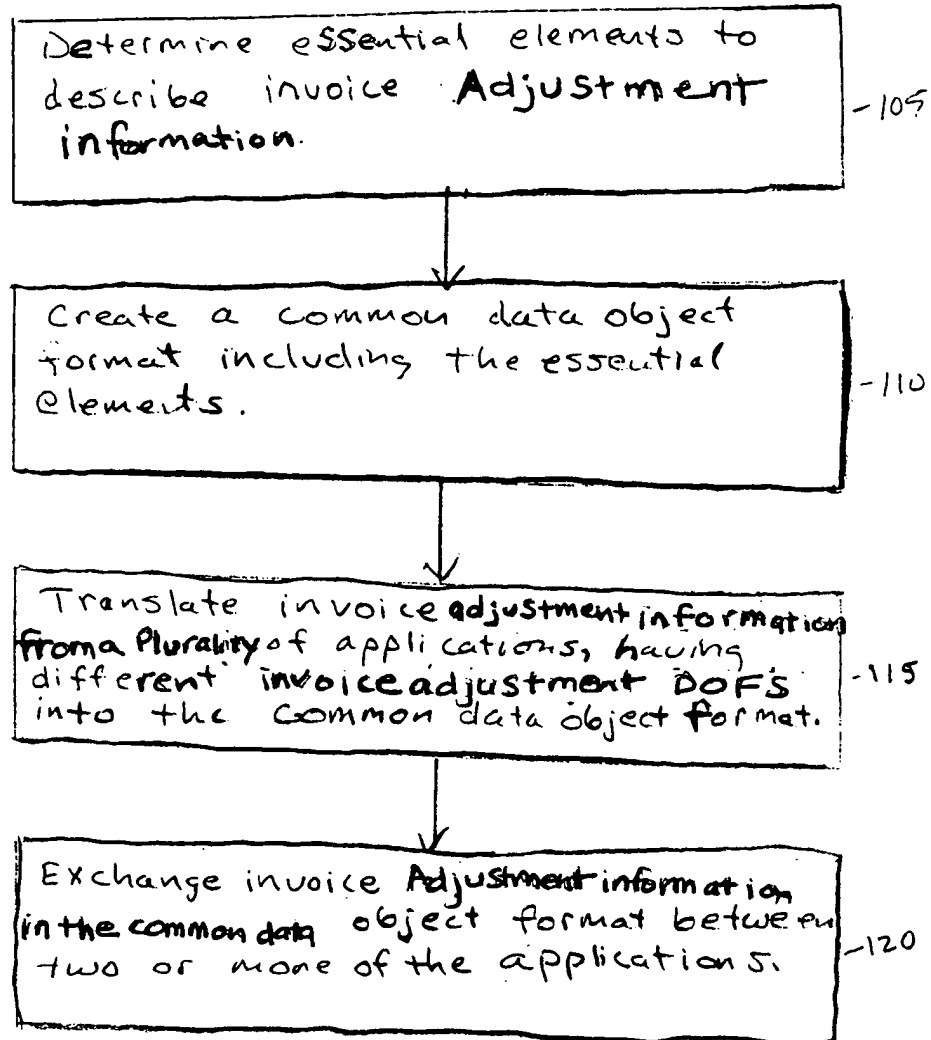 Determine essential elements to
describe invoice Adjustment
information.
-105
Create a common data object
format including the essential
elements.
-110
Translate invoice adjustment information
from a Plurality of applications, having
different invoice adjustment DOFS
into the common data object format.
-115
Exchange invoice Adjustment information
in the common data object format between
two or more of the applications.
-120